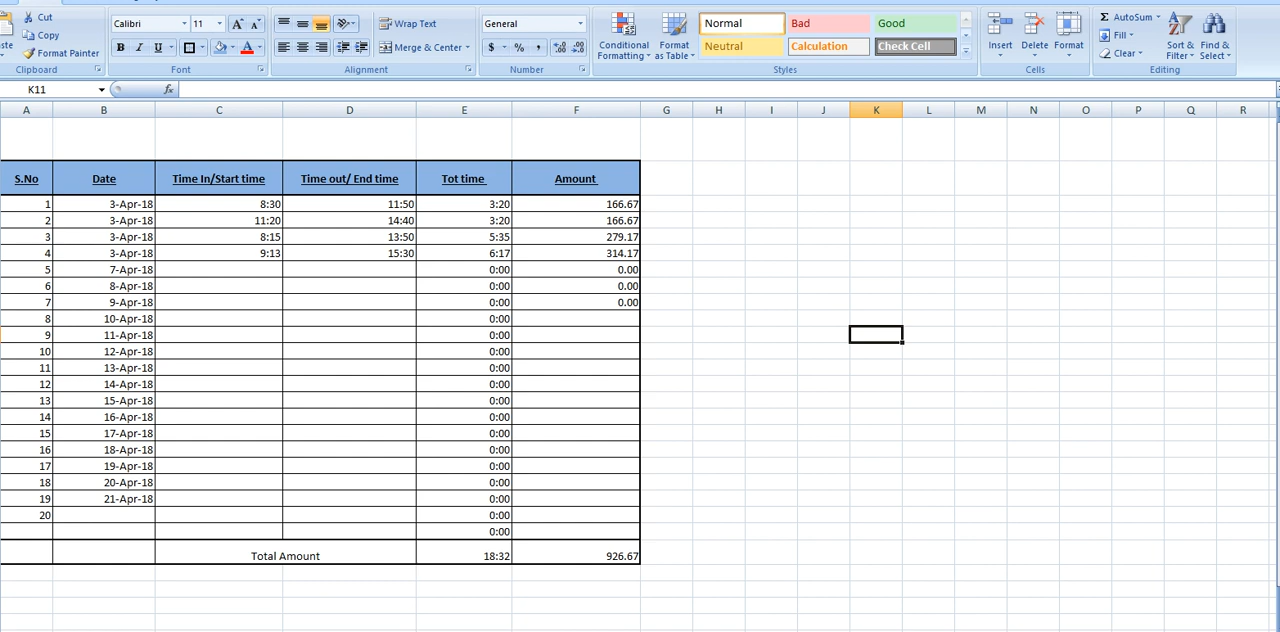 Cut
Calibri
11
A A
Wrap Text
General
Normal
Bad
Good
AutoSum
ste
Copy
Fill
Format Painter
B I U
A
Merge & Center
$ % ,
Conditional Formatting
Format as Table
Neutral
Calculation
Check Cell
Insert
Delete
Format
Clear
Sort & Filter
Find & Select
Clipboard
Font
Alignment
Number
Styles
Cells
Editing
K11
fx
A B C D E F G H I J K L M N O P Q R
S.No Date Time In/Start time Time out/ End time Tot time Amount
1 3-Apr-18 8:30 11:50 3:20 166.67
2 3-Apr-18 11:20 14:40 3:20 166.67
3 3-Apr-18 8:15 13:50 5:35 279.17
4 3-Apr-18 9:13 15:30 6:17 314.17
5 7-Apr-18 0:00 0.00
6 8-Apr-18 0:00 0.00
7 9-Apr-18 0:00 0.00
8 10-Apr-18 0:00
9 11-Apr-18 0:00
10 12-Apr-18 0:00
11 13-Apr-18 0:00
12 14-Apr-18 0:00
13 15-Apr-18 0:00
14 16-Apr-18 0:00
15 17-Apr-18 0:00
16 18-Apr-18 0:00
17 19-Apr-18 0:00
18 20-Apr-18 0:00
19 21-Apr-18 0:00
20 0:00
0:00
Total Amount 18:32 926.67